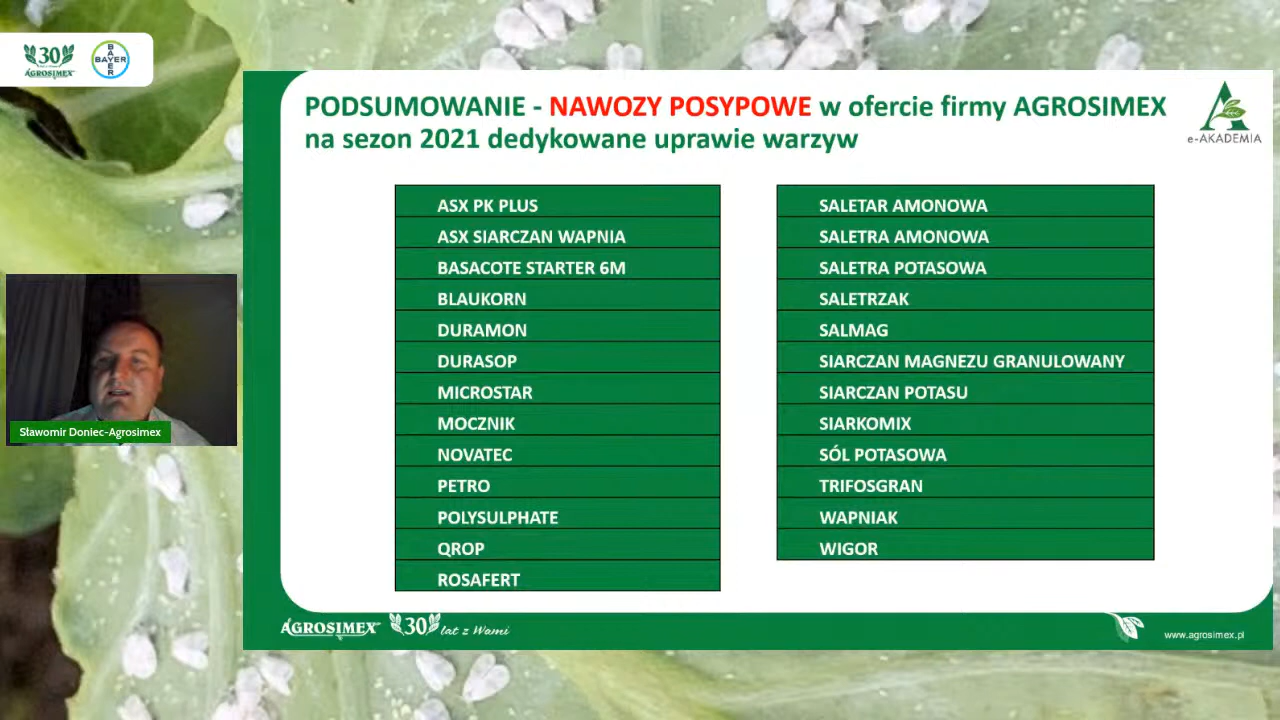 30
AGROSIMEX
BAYER
BAYER
PODSUMOWANIE - NAWOZY POSYPOWE w ofercie firmy AGROSIMEX
na sezon 2021 dedykowane uprawie warzyw
e-AKADEMIA
ASX PK PLUS
ASX SIARCZAN WAPNIA
BASACOTE STARTER 6M
BLAUKORN
DURAMON
DURASOP
MICROSTAR
MOCZNIK
NOVATEC
PETRO
POLYSULPHATE
QROP
ROSAFERT
SALETAR AMONOWA
SALETRA AMONOWA
SALETRA POTASOWA
SALETRZAK
SALMAG
SIARCZAN MAGNEZU GRANULOWANY
SIARCZAN POTASU
SIARKOMIX
SÓL POTASOWA
TRIFOSGRAN
WAPNIAK
WIGOR
Sławomir Doniec-Agrosimex
AGROSIMEX 30 lat z Wami
www.agrosimex.pl